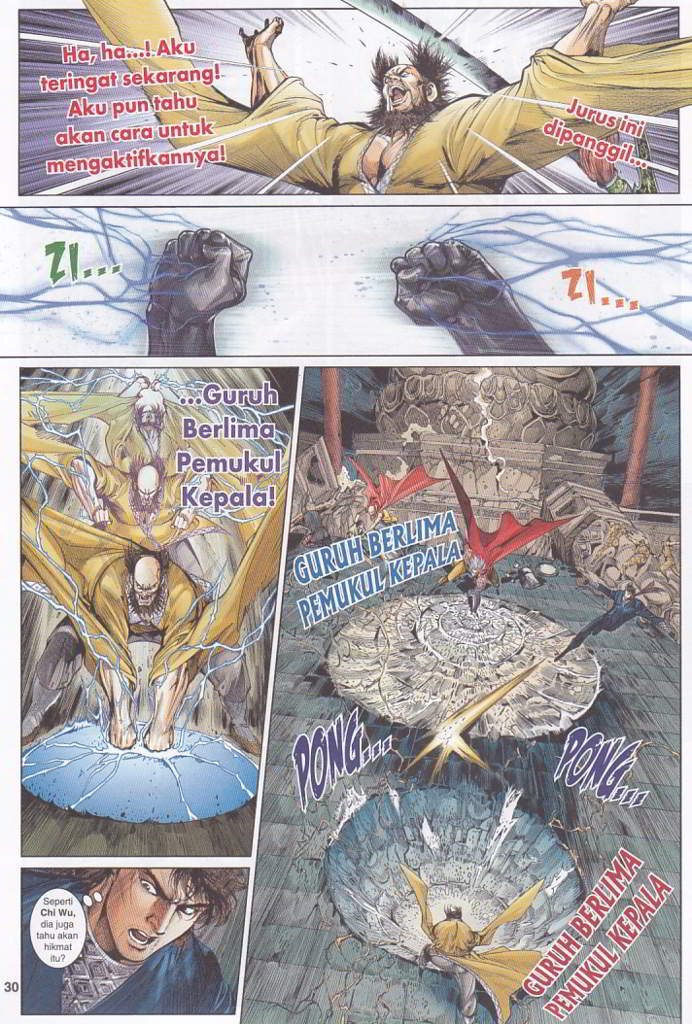 Ha, ha...! Aku
teringat sekarang!
Aku pun tahu
akan cara untuk
mengaktifkannya!
Jurus ini
dipanggil...
ZI...
ZI...
...Guruh
Berlima
Pemukul
Kepala!
GURUH BERLIMA
PEMUKUL KEPALA
PONG...
PONG...
GURUH BERLIMA
PEMUKUL KEPALA
Seperti
Chi Wu,
dia juga
tahu akan
hikmat
itu?
30